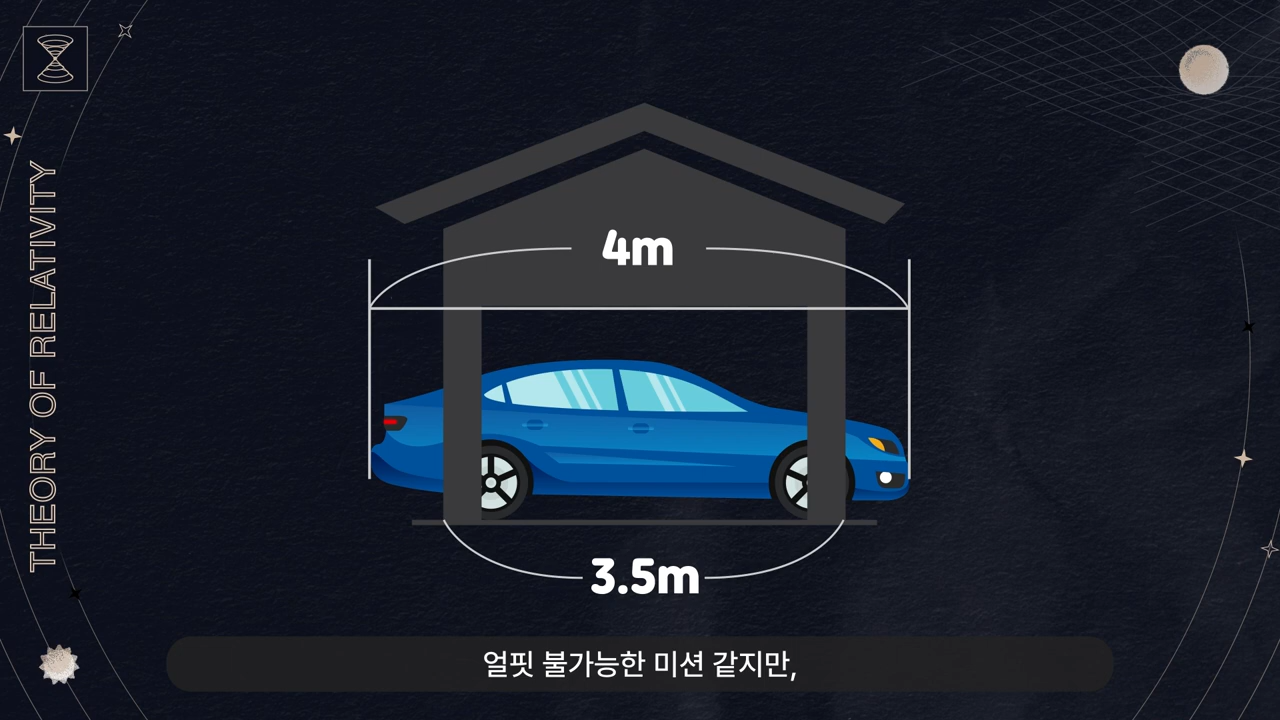 THEORY OF RELATIVITY
4m
3.5m
얼핏 불가능한 미션 같지만,